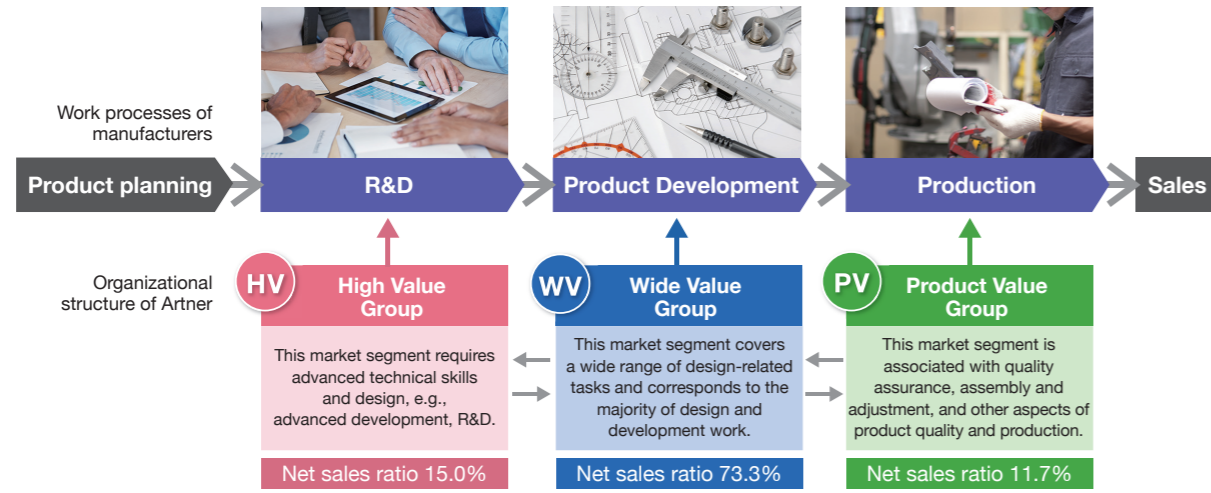 Work processes of
manufacturers
Product planning
R&D
Product Development
Production
Sales
Organizational
structure of Artner
HV
High Value
Group
This market segment requires
advanced technical skills
and design, e.g.,
advanced development, R&D.
Net sales ratio 15.0%
WV
Wide Value
Group
This market segment covers
a wide range of design-related
tasks and corresponds to the
majority of design and
development work.
Net sales ratio 73.3%
PV
Product Value
Group
This market segment is
associated with quality
assurance, assembly and
adjustment, and other aspects of
product quality and production.
Net sales ratio 11.7%